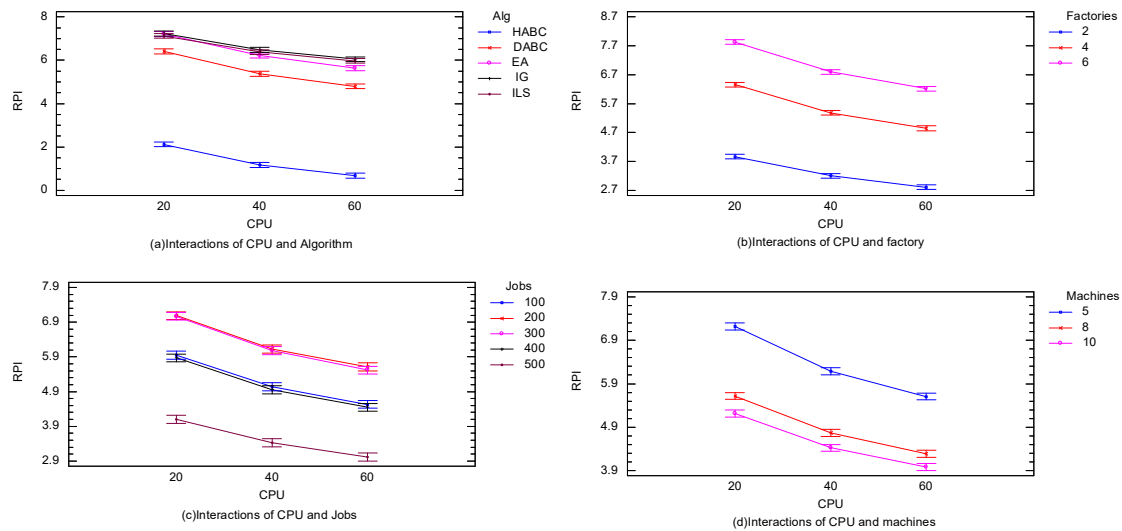 Alg
HABC
DABC
EA
IG
ILS
RPI
8
6
4
2
0
20 40 60
CPU
(a)Interactions of CPU and Algorithm
Factories
2
4
6
RPI
8.7
7.7
6.7
5.7
4.7
3.7
2.7
20 40 60
CPU
(b)Interactions of CPU and factory
Jobs
100
200
300
400
500
RPI
7.9
6.9
5.9
4.9
3.9
2.9
20 40 60
CPU
(c)Interactions of CPU and Jobs
Machines
5
8
10
RPI
7.9
6.9
5.9
4.9
3.9
20 40 60
CPU
(d)Interactions of CPU and machines